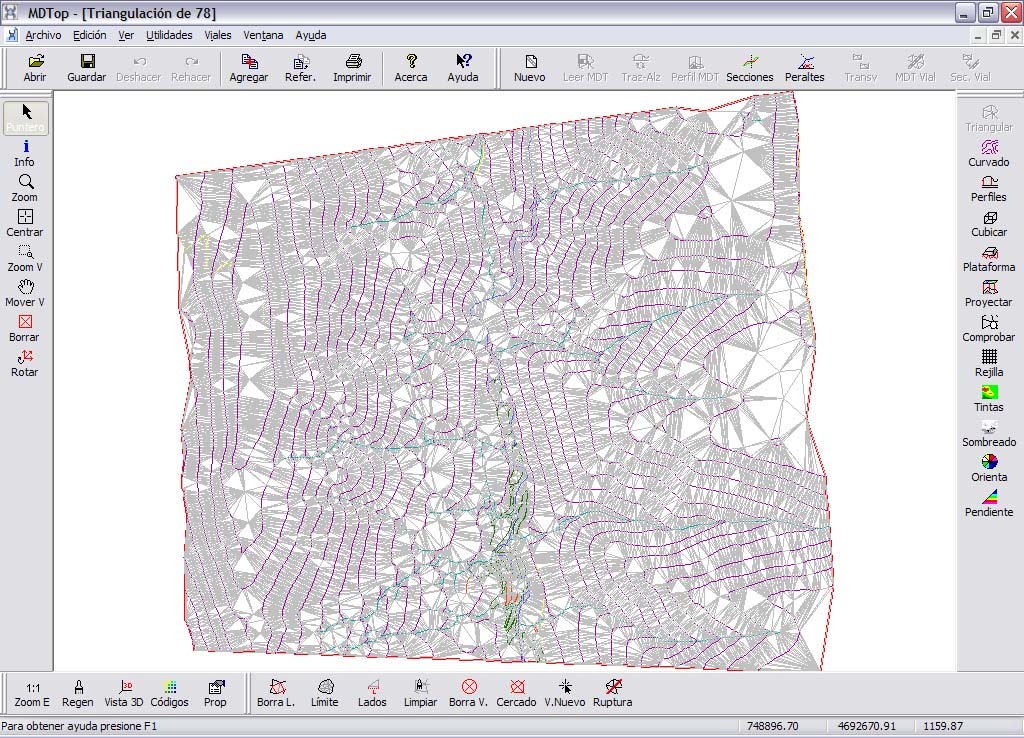 MDTop - [Triangulación de 78]
Archivo Edición Ver Utilidades Viales Ventana Ayuda
Abrir Guardar Deshacer Rehacer Agregar Refer. Imprimir Acerca Ayuda Nuevo Leer MDT Traz-Alz Perfil MDT Secciones Peraltes Transv MDT Vial Sec. Vial
Puntero
Info
Zoom
Centrar
Zoom V
Mover V
Borrar
Rotar
Triangular
Curvado
Perfiles
Cubicar
Plataforma
Proyectar
Comprobar
Rejilla
Tintas
Sombreado
Orienta
Pendiente
1:1
3D
Zoom E Regen Vista 3D Códigos Prop Borra L. Límite Lados Limpiar Borra V. Cercado V.Nuevo Ruptura
Para obtener ayuda presione F1 748896.70 4692670.91 1159.87